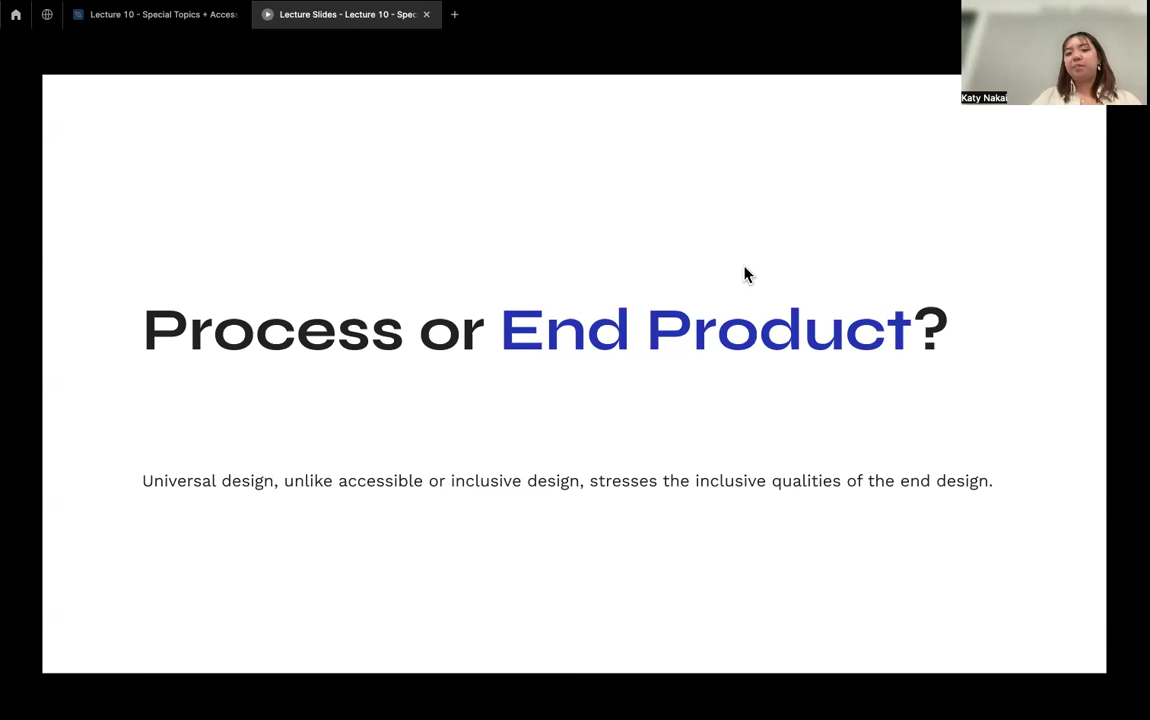 Lecture 10 - Special Topics + Acces
Lecture Slides - Lecture 10 - Spec
Katy Nakai
Process or End Product?
Universal design, unlike accessible or inclusive design, stresses the inclusive qualities of the end design.